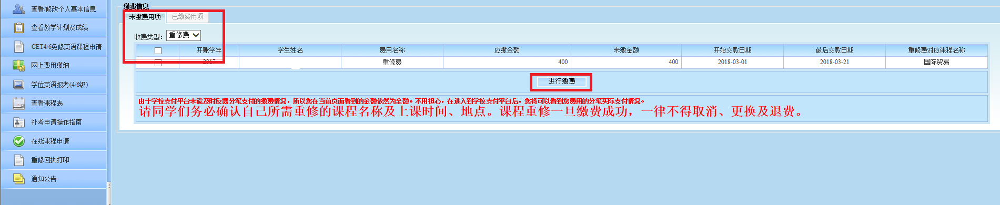 查看/修改个人基本信息
查看教学计划及成绩
CET4/6免修英语课程申请
网上费用缴纳
学位英语报考(4/6级)
查看课程表
补考申请操作指南
在线课程申请
重修回执打印
通知公告
缴费信息
未缴费用项 已缴费用项
收费类型： 重修费
开账学年 学生姓名 费用名称 应缴金额 未缴金额 开始交款日期 最后交款日期 重修费对应课程名称
2017 重修费 400 400 2018-03-01 2018-03-21 国际贸易
进行缴费
由于学校支付平台未能及时反馈分笔支付的缴费情况，所以您在当前页面看到的金额依然为全额。不用担心，在进入到学校支付平台后，您将可以看到您费用的分笔实际支付情况。
请同学们务必确认自己所需重修的课程名称及上课时间、地点。课程重修一旦缴费成功，一律不得取消、更换及退费。